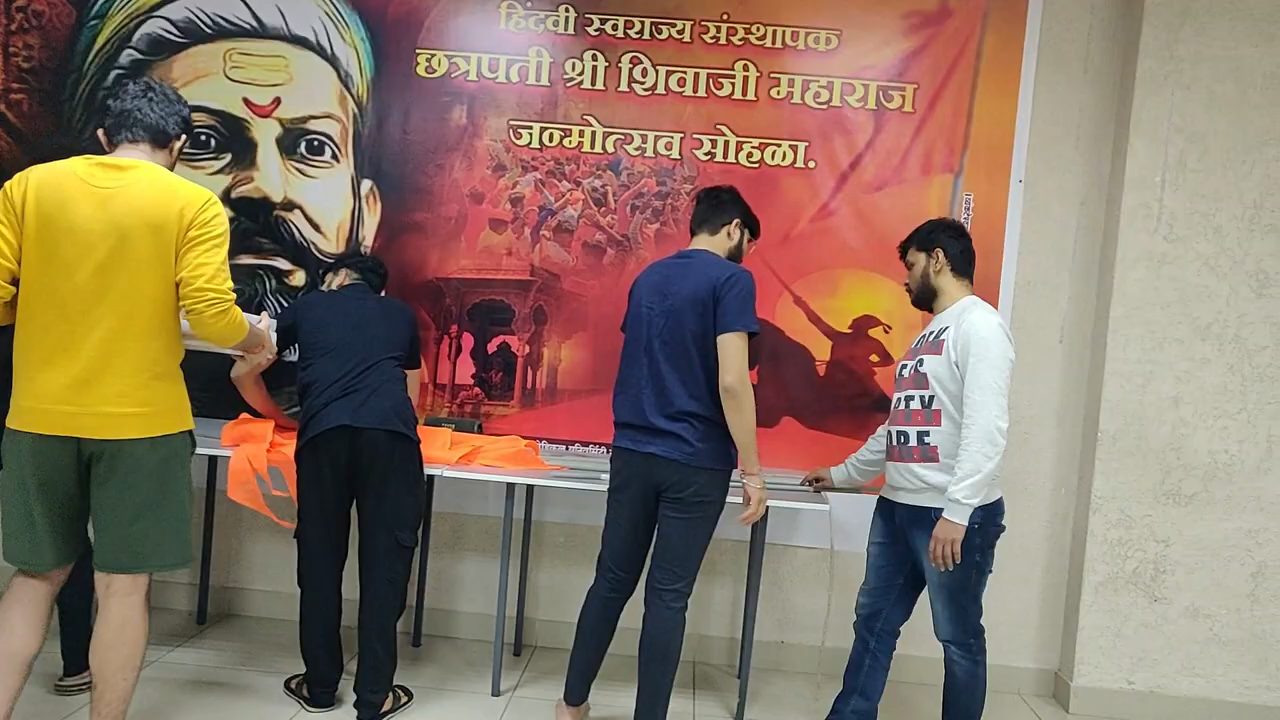 हिंदवी स्वराज्य संस्थापक
छत्रपती श्री शिवाजी महाराज
जन्मोत्सव सोहळा.